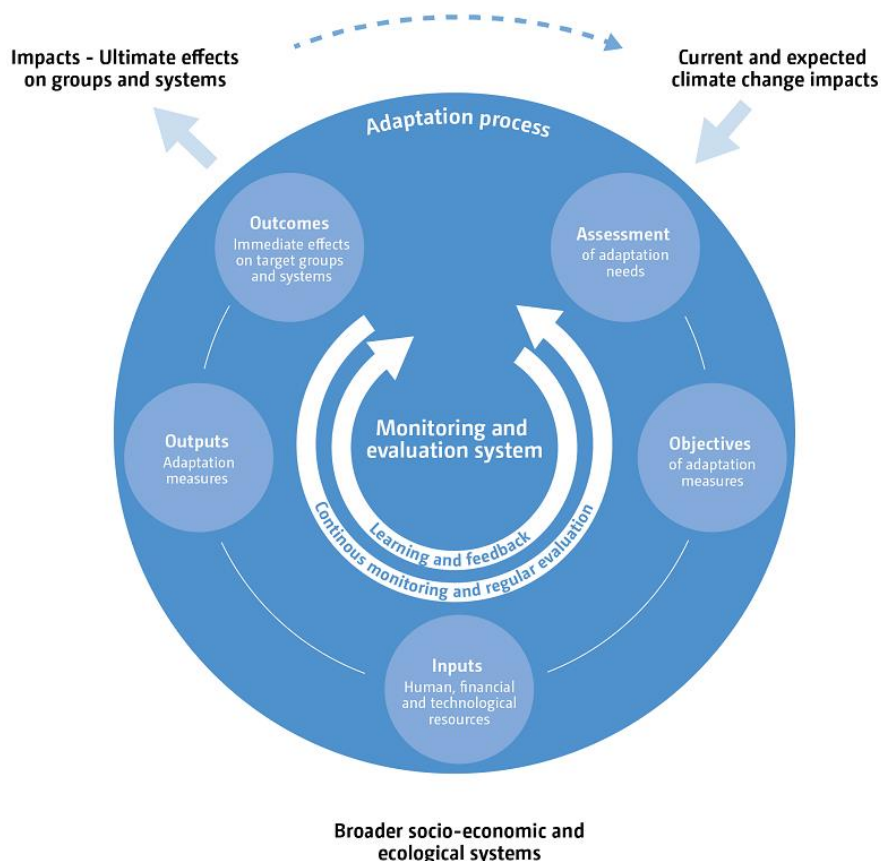 Impacts - Ultimate effects
on groups and systems
Current and expected
climate change impacts
Adaptation process
Outcomes
Immediate effects
on target groups
and systems
Assessment
of adaptation
needs
Outputs
Adaptation
measures
Monitoring and
evaluation system
Objectives
of adaptation
measures
Learning and feedback
Continous monitoring and regular evaluation
Inputs
Human, financial
and technological
resources
Broader socio-economic and
ecological systems